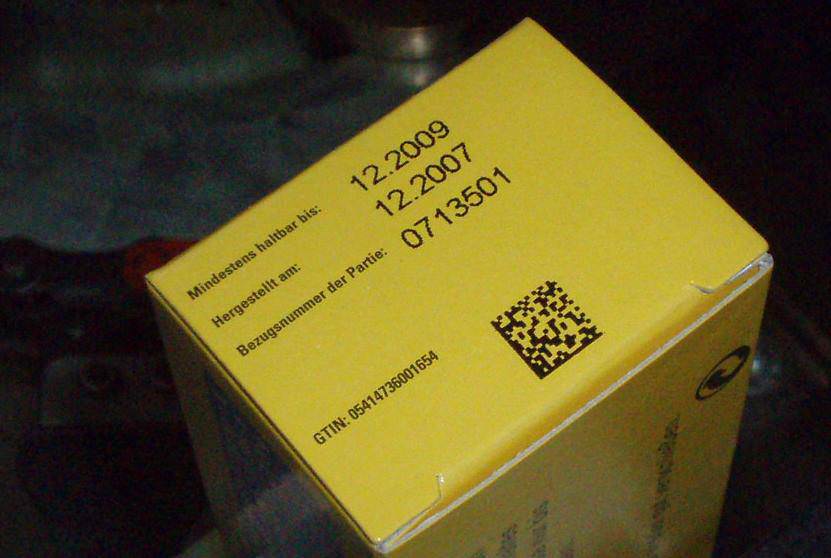 Mindestens haltbar bis: 12.2009
Hergestellt am: 12.2007
Bezugsnummer der Partie: 0713501
GTIN: 05414736001654